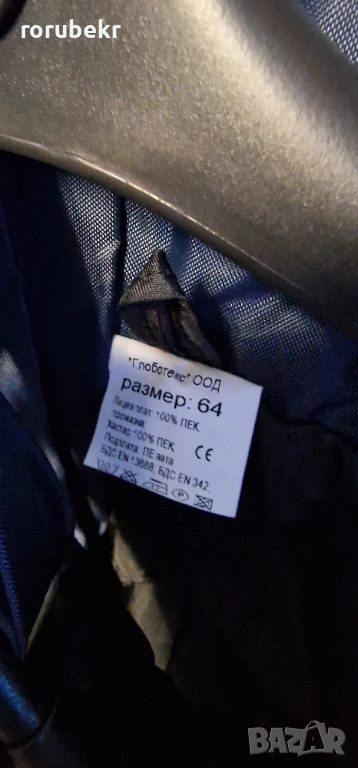 rorubekr
"Глоботекс" ООД
размер: 64
Лицев плат: 100% ПЕК,
промазка;
Хастар: 100% ПЕК;
Подплата: ПЕ вата
CE
БДС EN 13688, БДС EN 342;
P
BAZAR